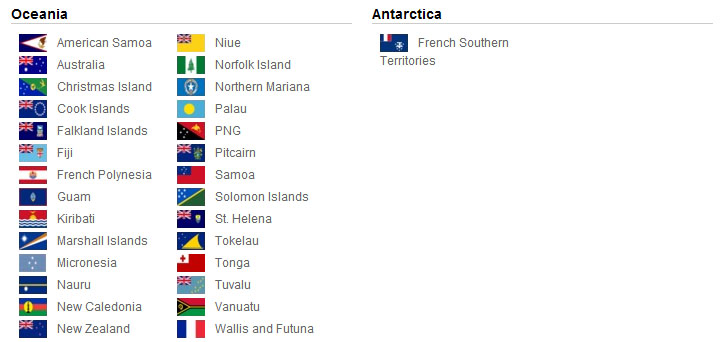 Oceania
American Samoa
Australia
Christmas Island
Cook Islands
Falkland Islands
Fiji
French Polynesia
Guam
Kiribati
Marshall Islands
Micronesia
Nauru
New Caledonia
New Zealand
Niue
Norfolk Island
Northern Mariana
Palau
PNG
Pitcairn
Samoa
Solomon Islands
St. Helena
Tokelau
Tonga
Tuvalu
Vanuatu
Wallis and Futuna
Antarctica
French Southern
Territories